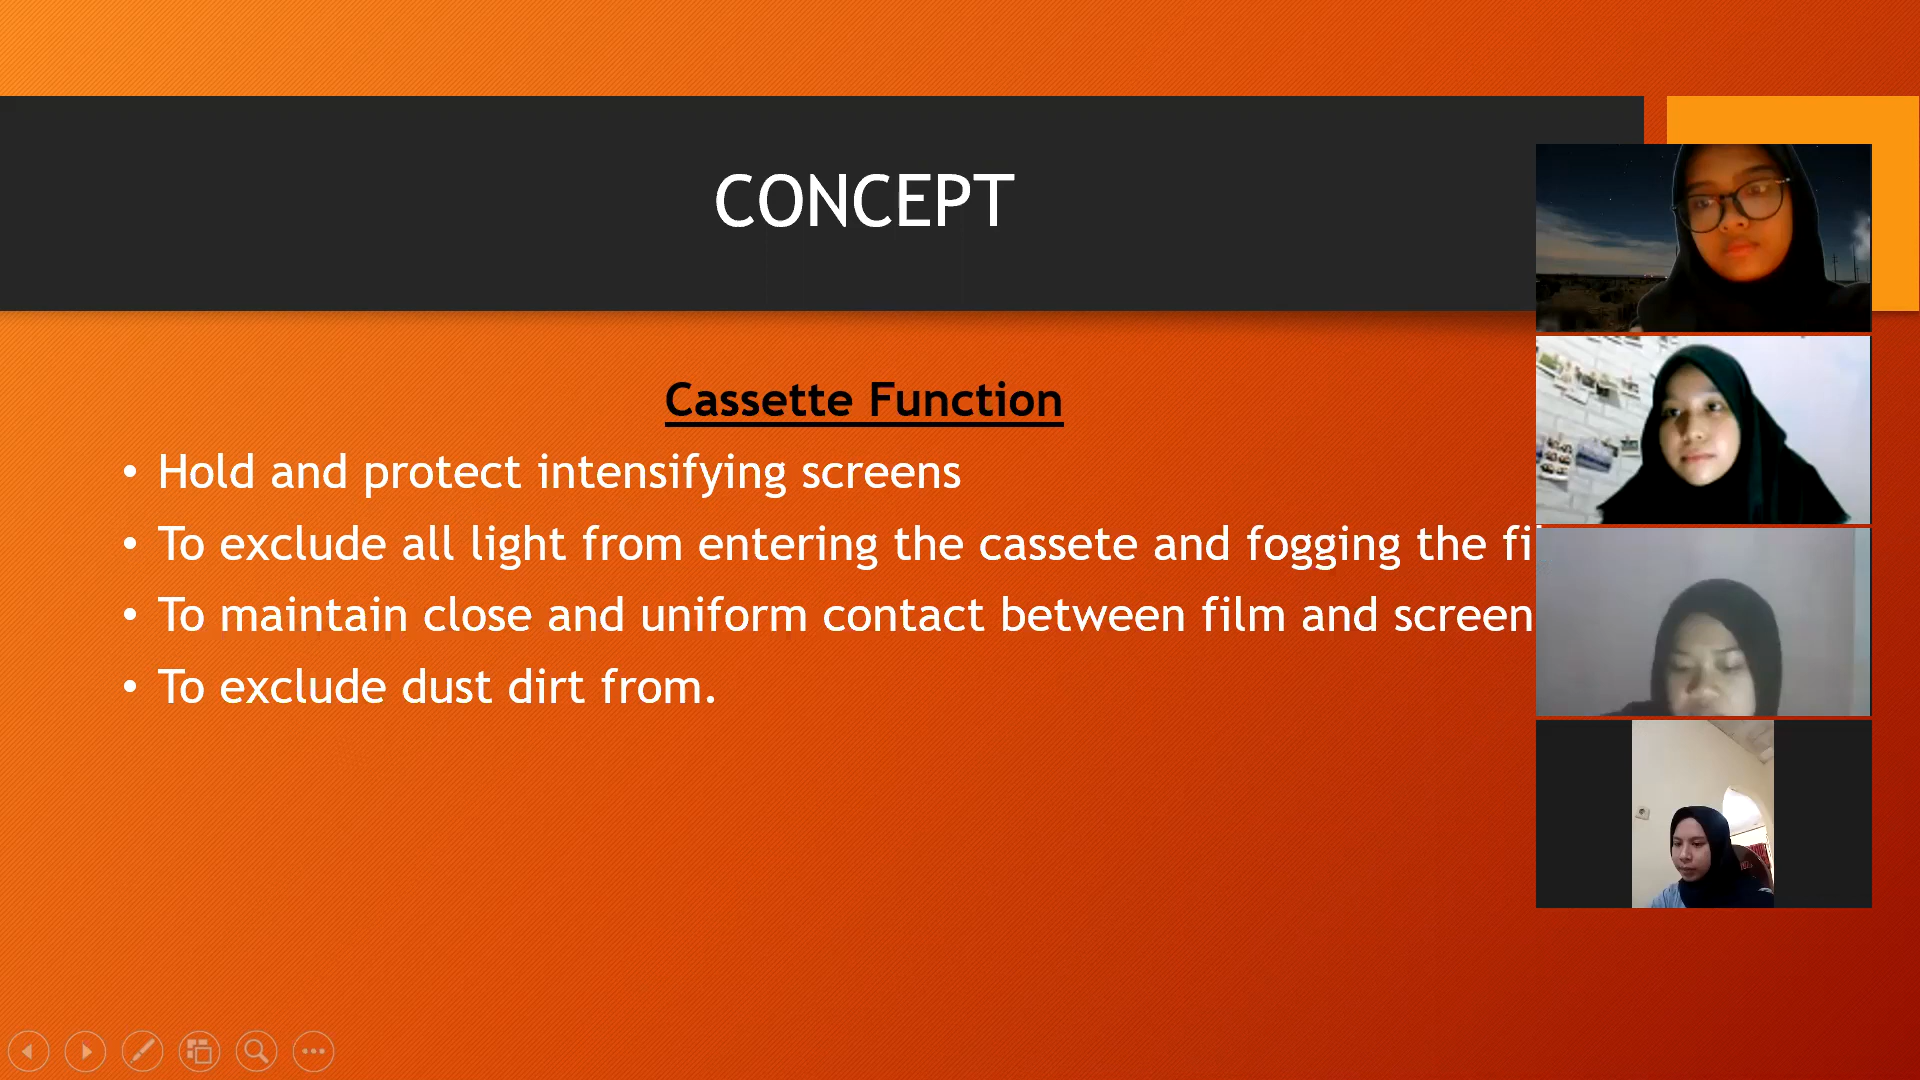 CONCEPT
Cassette Function
• Hold and protect intensifying screens
• To exclude all light from entering the cassete and fogging the
• To maintain close and uniform contact between film and screen
• To exclude dust dirt from.